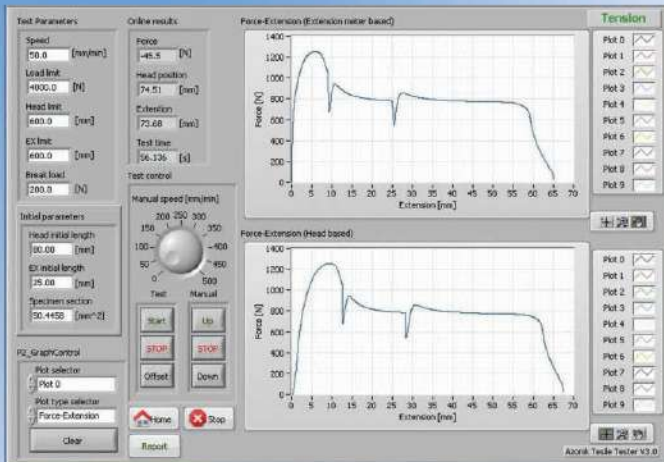 Test Parameters
Speed
50.0 [mm/min]
Load limit
4000.0 [N]
Head limit
600.0 [mm]
EX limit
600.0 [mm]
Break load
200.0 [N]
Initial parameters
Head initial length
80.00 [mm]
EX initial length
25.00 [mm]
Specimen section
50.4458 [mm^2]
P2_GraphControl
Plot selector
Plot 0
Plot type selector
Force-Extension
Clear
Online results
Force
-45.5 [N]
Head position
74.51 [mm]
Extention
73.68 [mm]
Test time
56.136 [s]
Test control
Manual speed [mm/min]
0 50 100 150 200 250 300 350 400 450 500
Test Manual
Start Up
STOP STOP
Offset Down
Home Stop
Report
Force-Extension (Extension meter based)
Force [N]
1400
1200
1000
800
600
400
200
0
0 5 10 15 20 25 30 35 40 45 50 55 60 65 70
Extension [mm]
Force-Extension (Head based)
Force [N]
1400
1200
1000
800
600
400
200
0
0 5 10 15 20 25 30 35 40 45 50 55 60 65 70
Extension [mm]
Tension
Plot 0
Plot 1
Plot 2
Plot 3
Plot 4
Plot 5
Plot 6
Plot 7
Plot 8
Plot 9
Plot 0
Plot 1
Plot 2
Plot 3
Plot 4
Plot 5
Plot 6
Plot 7
Plot 8
Plot 9
Tester V3.0